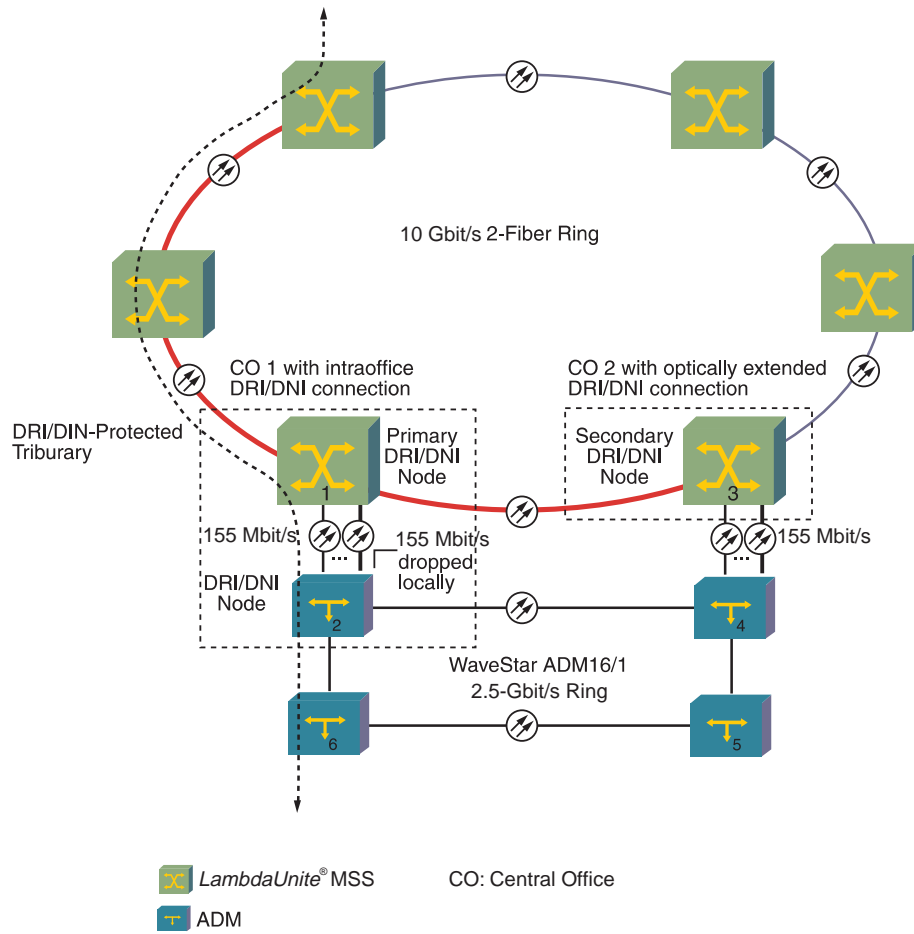 10 Gbit/s 2-Fiber Ring
CO 1 with intraoffice
DRI/DNI connection
CO 2 with optically extended
DRI/DNI connection
DRI/DIN-Protected
Triburary
Primary
DRI/DNI
Node
1
Secondary
DRI/DNI
Node
3
155 Mbit/s
...
155 Mbit/s
dropped
locally
...
155 Mbit/s
DRI/DNI
Node
2
4
WaveStar ADM16/1
2.5-Gbit/s Ring
6
5
LambdaUnite® MSS
CO: Central Office
ADM